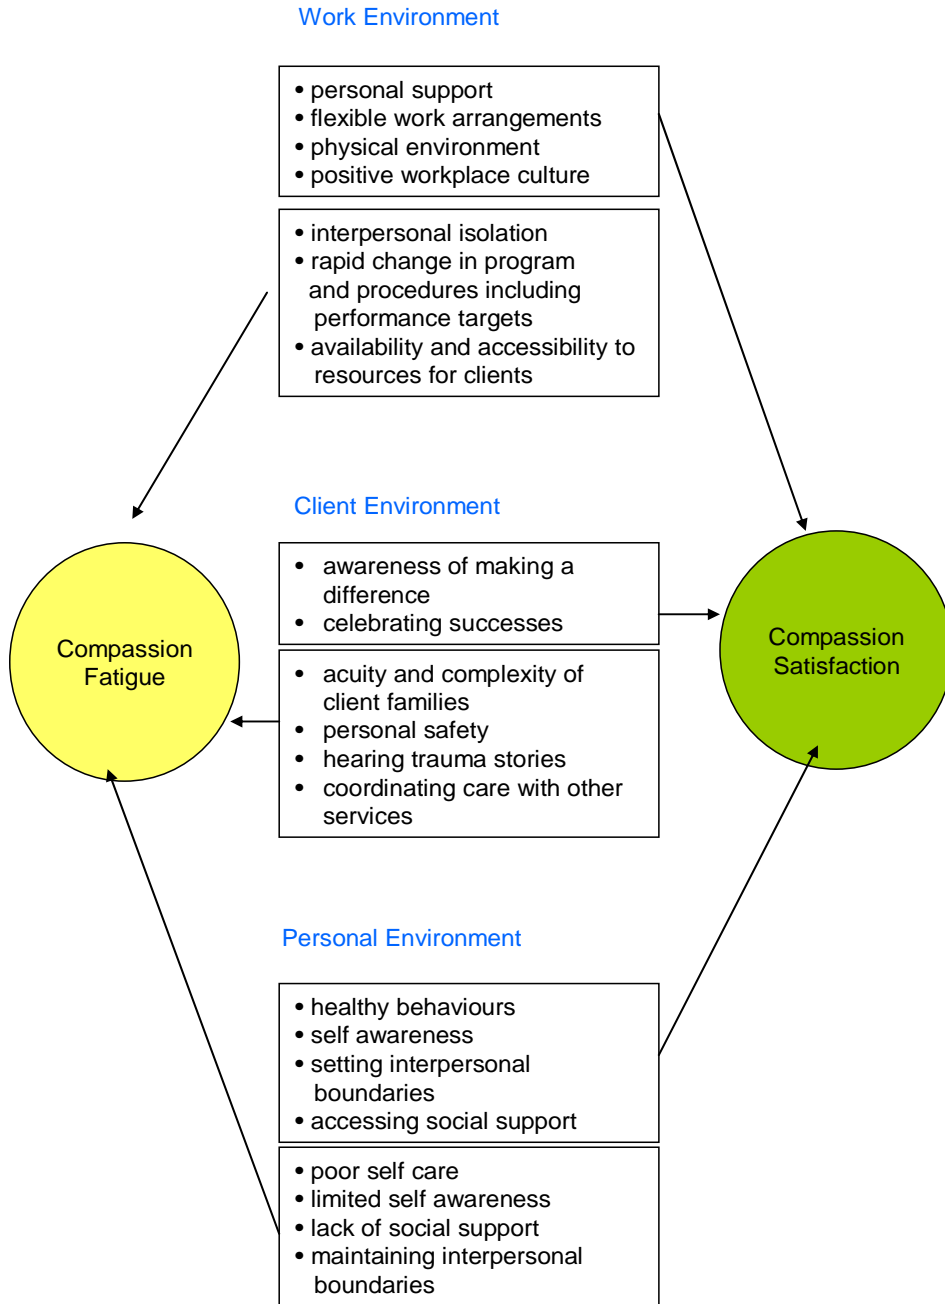 Work Environment
• personal support
• flexible work arrangements
• physical environment
• positive workplace culture
• interpersonal isolation
• rapid change in program
and procedures including
performance targets
• availability and accessibility to
resources for clients
Client Environment
• awareness of making a
difference
• celebrating successes
Compassion
Fatigue
Compassion
Satisfaction
• acuity and complexity of
client families
• personal safety
• hearing trauma stories
• coordinating care with other
services
Personal Environment
• healthy behaviours
• self awareness
• setting interpersonal
boundaries
• accessing social support
• poor self care
• limited self awareness
• lack of social support
• maintaining interpersonal
boundaries